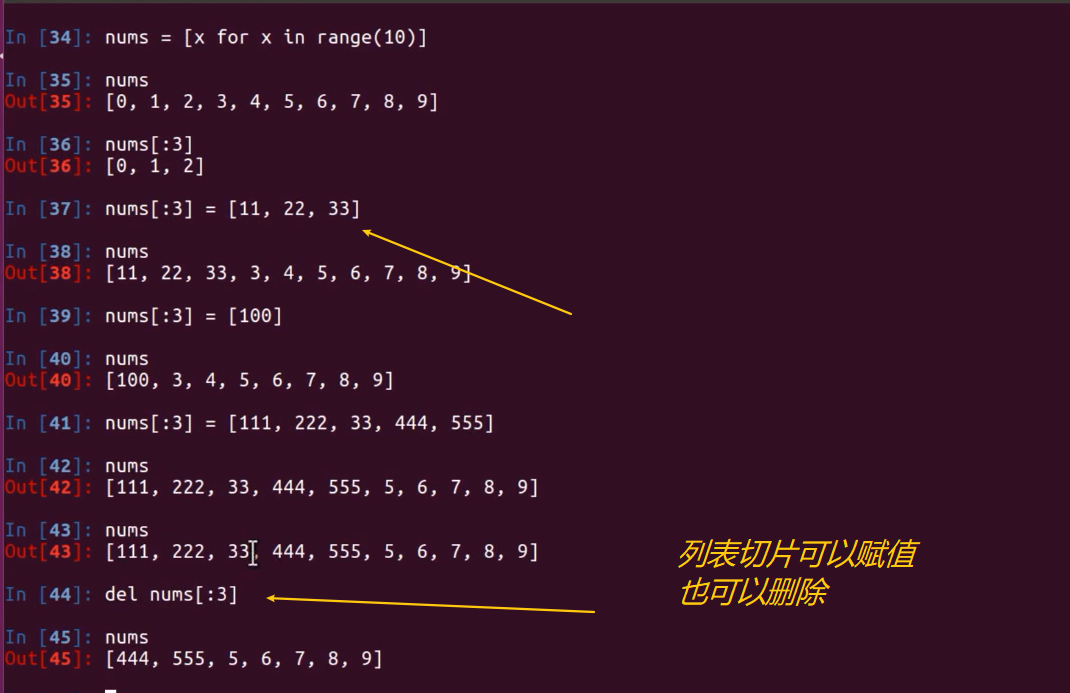 In [34]: nums = [x for x in range(10)]
In [35]: nums
Out[35]: [0, 1, 2, 3, 4, 5, 6, 7, 8, 9]
In [36]: nums[:3]
Out[36]: [0, 1, 2]
In [37]: nums[:3] = [11, 22, 33]
In [38]: nums
Out[38]: [11, 22, 33, 3, 4, 5, 6, 7, 8, 9]
In [39]: nums[:3] = [100]
In [40]: nums
Out[40]: [100, 3, 4, 5, 6, 7, 8, 9]
In [41]: nums[:3] = [111, 222, 33, 444, 555]
In [42]: nums
Out[42]: [111, 222, 33, 444, 555, 5, 6, 7, 8, 9]
In [43]: nums
Out[43]: [111, 222, 33, 444, 555, 5, 6, 7, 8, 9]
列表切片可以赋值
也可以删除
In [44]: del nums[:3]
In [45]: nums
Out[45]: [444, 555, 5, 6, 7, 8, 9]